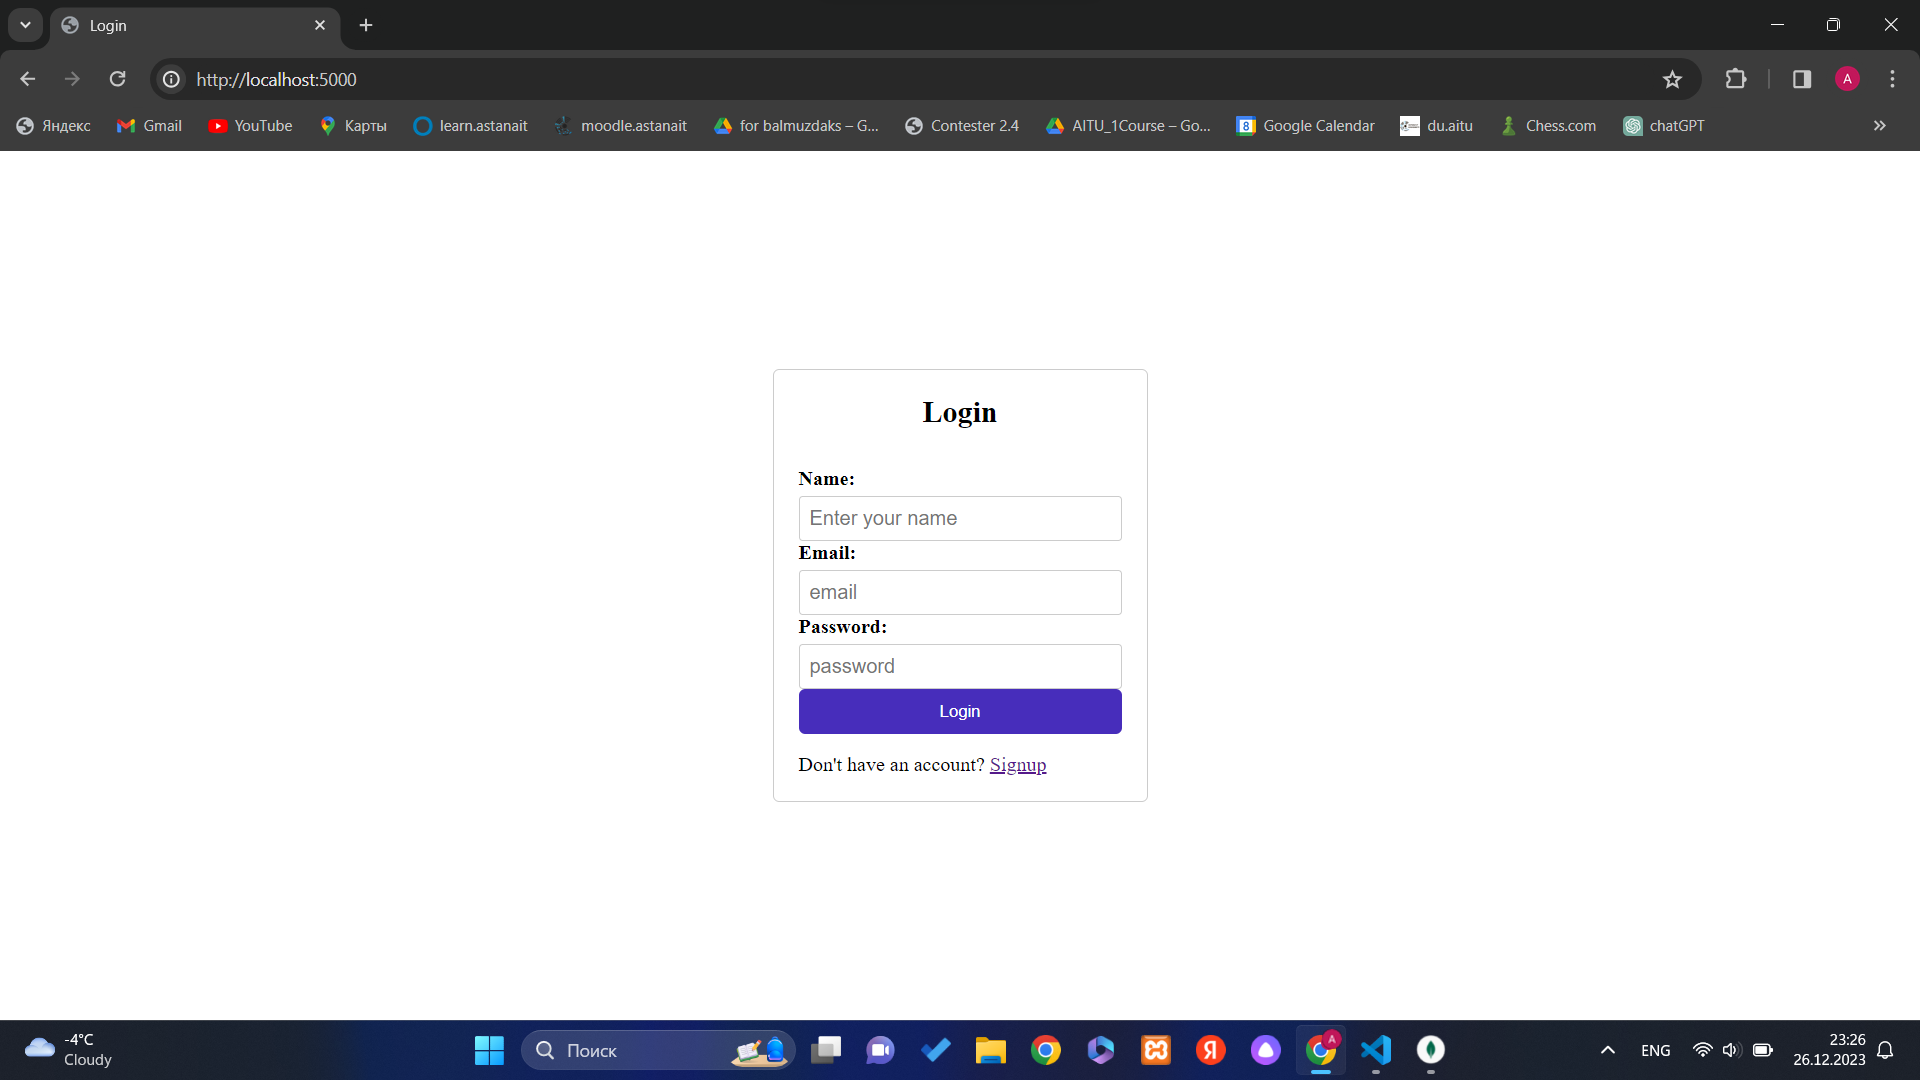 Login
http://localhost:5000
A
Яндекс
Gmail
YouTube
Карты
learn.astanait
moodle.astanait
for balmuzdaks – G...
Contester 2.4
AITU_1Course – Go...
8
Google Calendar
du.aitu
Chess.com
chatGPT
Login
Name:
Enter your name
Email:
email
Password:
password
Login
Don't have an account? Signup
-4°C
Cloudy
Поиск
Я
A
ENG
23:26
26.12.2023